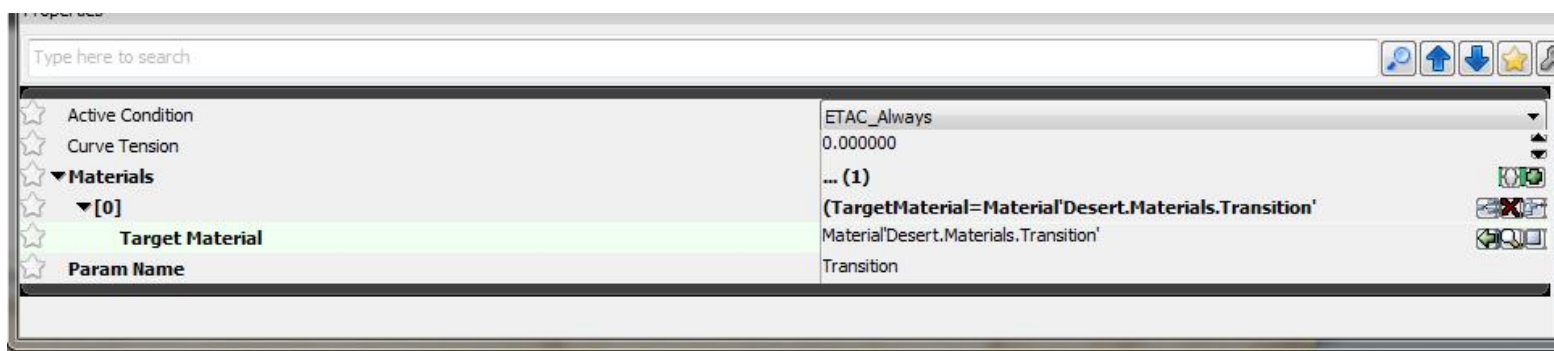 Properties
Type here to search
Active Condition ETAC_Always
Curve Tension 0.000000
Materials ... (1)
[0] (TargetMaterial=Material'Desert.Materials.Transition'
Target Material Material'Desert.Materials.Transition'
Param Name Transition